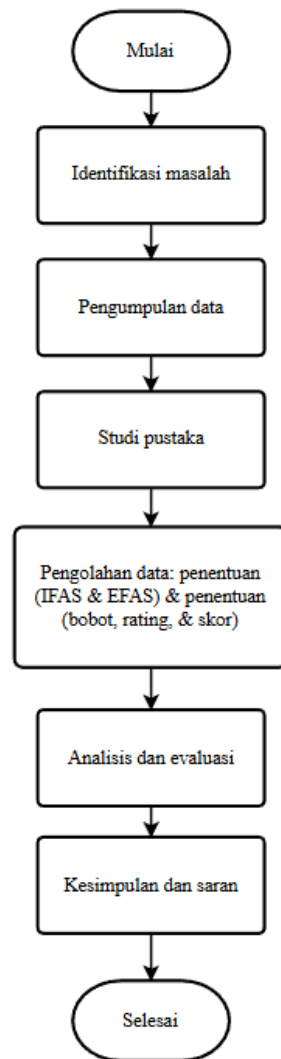 Mulai
Identifikasi masalah
Pengumpulan data
Studi pustaka
Pengolahan data: penentuan
(IFAS & EFAS) & penentuan
(bobot, rating, & skor)
Analisis dan evaluasi
Kesimpulan dan saran
Selesai